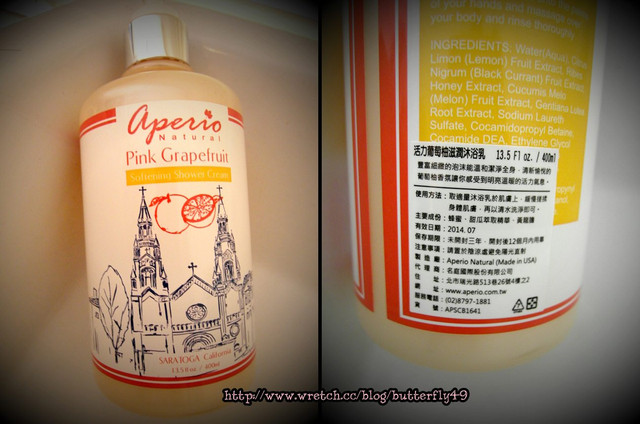 aperio
Natural
Pink Grapefruit
Softening Shower Cream
SARATOGA California
13.5 fl oz / 400ml
of your hands and massage over
your body and rinse thoroughly
INGREDIENTS: Water(Aqua), Citrus
Limon (Lemon) Fruit Extract, Ribes
Nigrum (Black Currant) Fruit Extract,
Honey Extract, Cucumis Melo
(Melon) Fruit Extract, Gentiana Lutea
Root Extract, Sodium Laureth
Sulfate, Cocamidopropyl Betaine,
Cocamide DEA, Ethylene Glycol
活力葡萄柚滋潤沐浴乳 13.5 Fl oz. / 400ml
豐富細緻的泡沫能溫和潔淨全身,清新愉悅的
葡萄柚香氛讓你感受到明亮溫暖的活力氣息。
使用方法:取適量沐浴乳於肌膚上,緩慢搓揉
身體肌膚,再以清水洗淨即可。
主要成份:蜂蜜、甜瓜萃取精華、黃龍膽
有效日期:2014.07
保存期限:未開封三年,開封後12個月內用畢
注意事項:請置於陰涼處避免陽光直射
製 造 廠:Aperio Natural (Made in USA)
代 理 商:名庭國際股份有限公司
住 址:北市瑞光路513巷26號4樓之2
網 址:www.aperio.com.tw
服務電話:(02)8797-1881
貨 號:APSCB1641
http://www.wretch.cc/blog/butterfly49